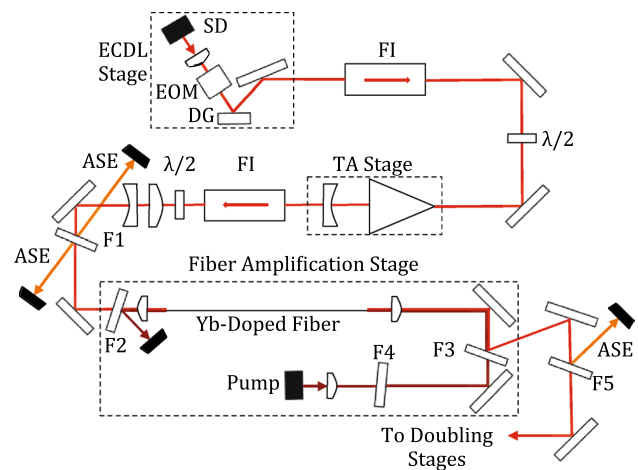 SD
ECDL
Stage
EOM
DG
FI
λ/2
ASE
λ/2
FI
TA Stage
F1
ASE
Fiber Amplification Stage
F2
Yb-Doped Fiber
F3
F4
Pump
ASE
F5
To Doubling
Stages